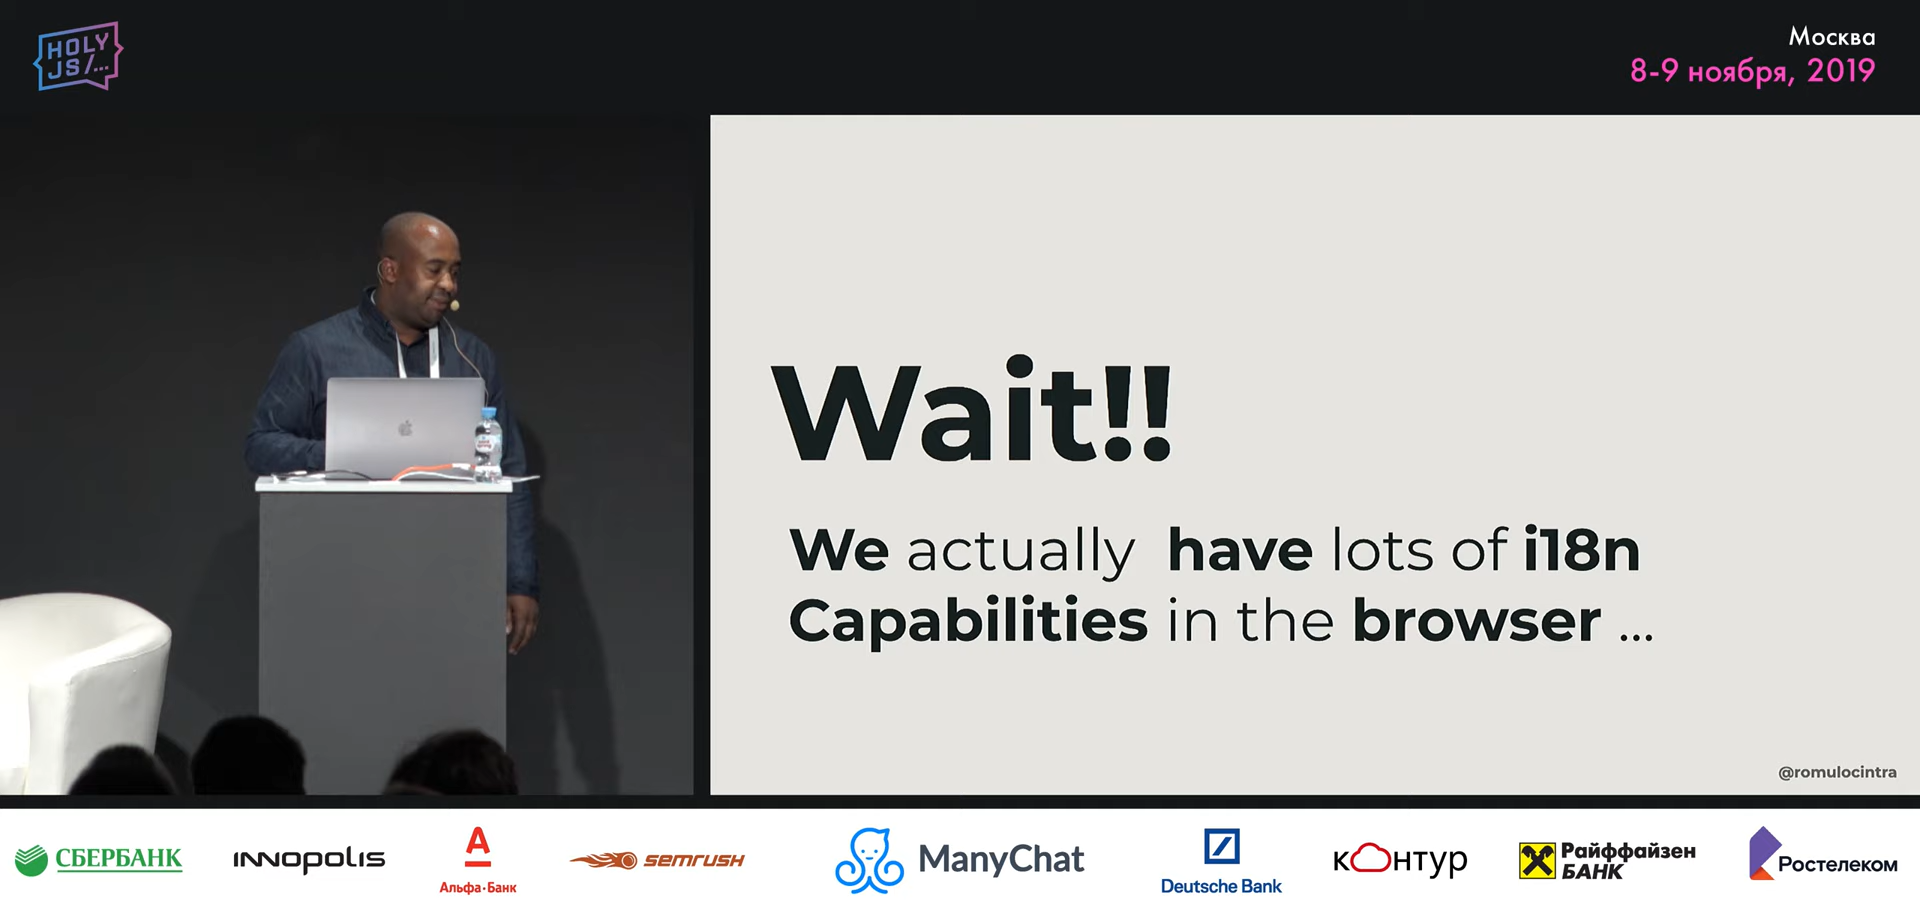 HOLY
JS/...
Москва
8-9 ноября, 2019
Wait!!
We actually have lots of i18n
Capabilities in the browser ...
@romulocintra
СБЕРБАНК
INNOPOLIS
Альфа·Банк
semrush
ManyChat
Deutsche Bank
контур
Райффайзен
БАНК
Ростелеком